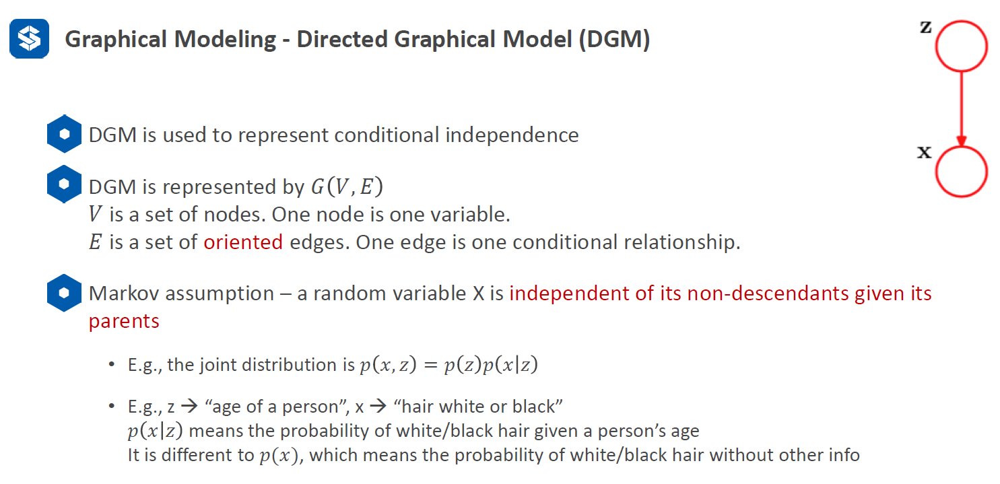 Graphical Modeling - Directed Graphical Model (DGM)
z
x
DGM is used to represent conditional independence
DGM is represented by G(V, E)
V is a set of nodes. One node is one variable.
E is a set of oriented edges. One edge is one conditional relationship.
Markov assumption – a random variable X is independent of its non-descendants given its
parents
• E.g., the joint distribution is p(x, z) = p(z)p(x|z)
• E.g., z → “age of a person”, x → “hair white or black”
p(x|z) means the probability of white/black hair given a person’s age
It is different to p(x), which means the probability of white/black hair without other info